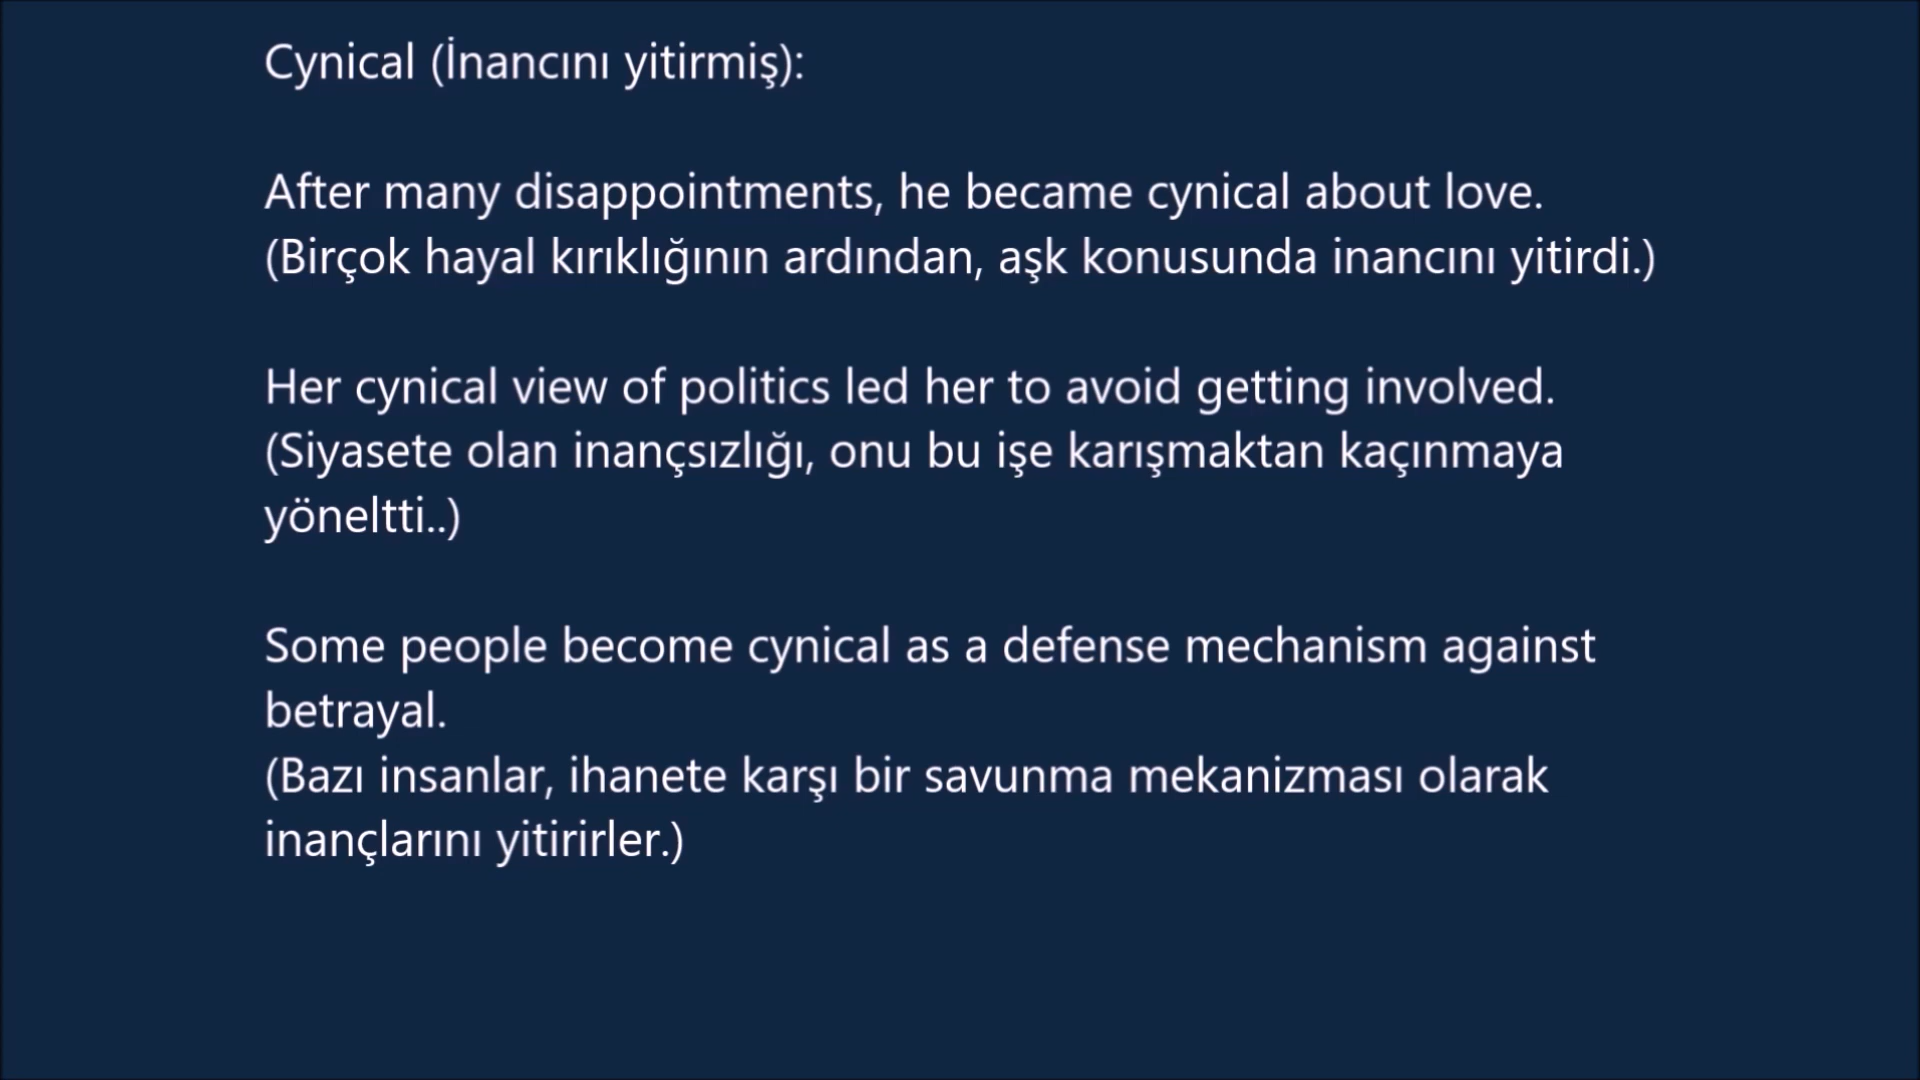 Cynical (İnancını yitirmiş):
After many disappointments, he became cynical about love.
(Birçok hayal kırıklığının ardından, aşk konusunda inancını yitirdi.)
Her cynical view of politics led her to avoid getting involved.
(Siyasete olan inançsızlığı, onu bu işe karışmaktan kaçınmaya
yöneltti..)
Some people become cynical as a defense mechanism against
betrayal.
(Bazı insanlar, ihanete karşı bir savunma mekanizması olarak
inançlarını yitirirler.)